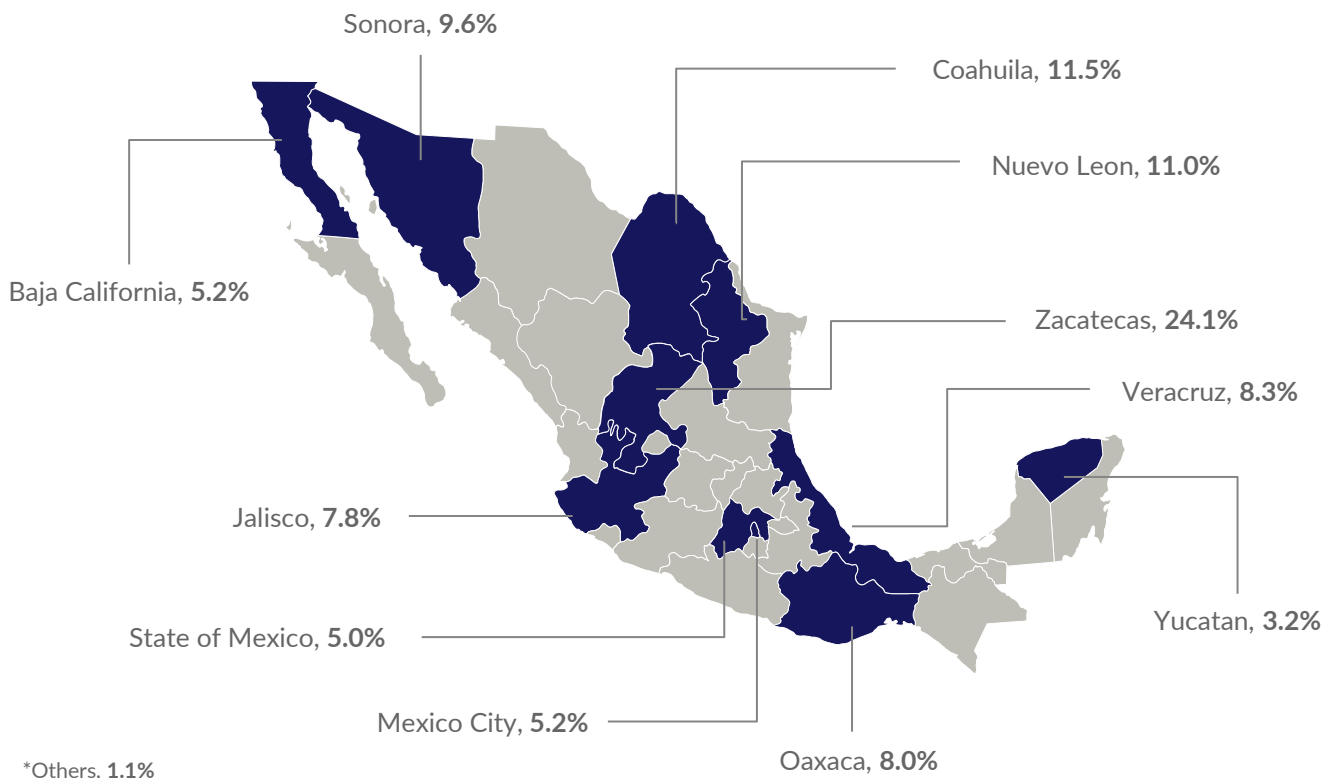 Sonora, 9.6%
Coahuila, 11.5%
Nuevo Leon, 11.0%
Baja California, 5.2%
Zacatecas, 24.1%
Veracruz, 8.3%
Jalisco, 7.8%
Yucatan, 3.2%
State of Mexico, 5.0%
Mexico City, 5.2%
Oaxaca, 8.0%
*Others, 1.1%